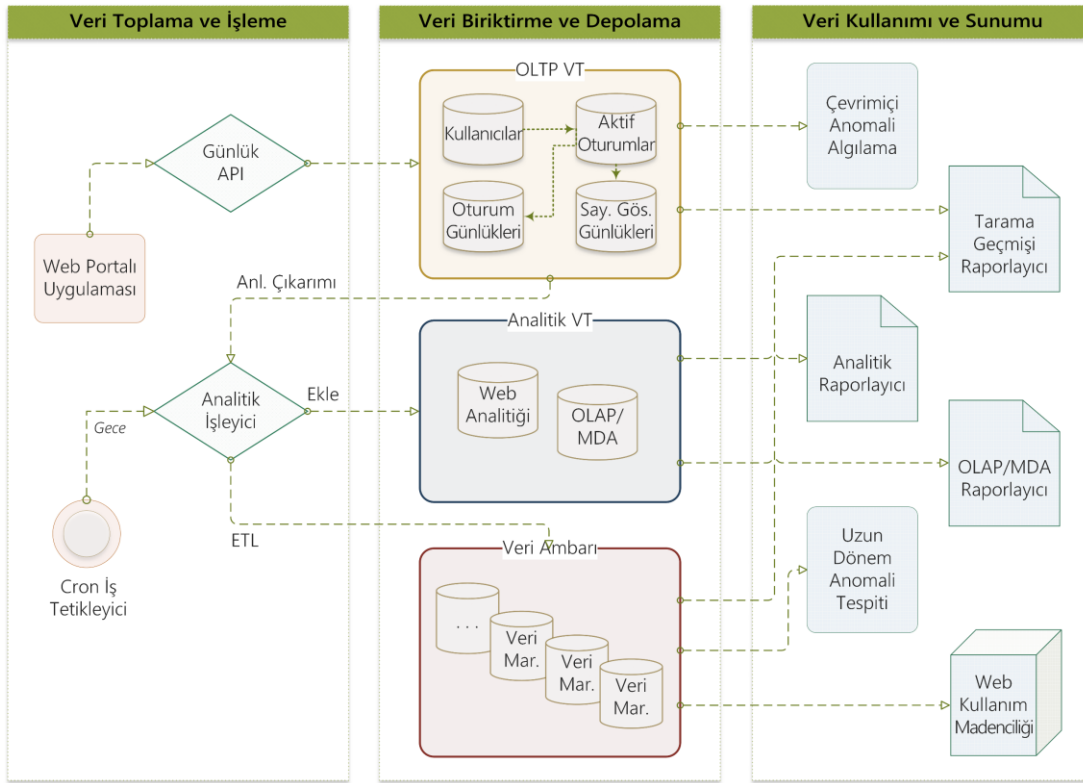 Veri Toplama ve İşleme
Veri Biriktirme ve Depolama
Veri Kullanımı ve Sunumu
Günlük
API
Web Portalı
Uygulaması
Anl. Çıkarımı
Analitik
İşleyici
Ekle
Gece
ETL
Cron İş
Tetikleyici
OLTP VT
Kullanıcılar
Aktif
Oturumlar
Oturum
Günlükleri
Say. Gös.
Günlükleri
Analitik VT
Web
Analitiği
OLAP/
MDA
Veri Ambarı
. . .
Veri
Mar.
Veri
Mar.
Veri
Mar.
Çevrimiçi
Anomali
Algılama
Tarama
Geçmişi
Raporlayıcı
Analitik
Raporlayıcı
OLAP/MDA
Raporlayıcı
Uzun
Dönem
Anomali
Tespiti
Web
Kullanım
Madenciliği